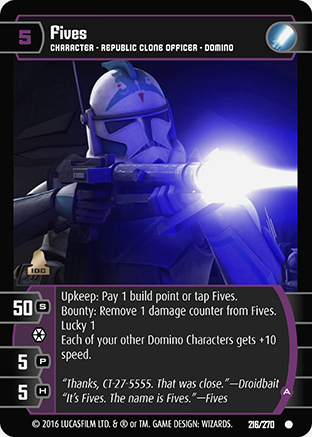 5
Fives
CHARACTER - REPUBLIC CLONE OFFICER - DOMINO
50 S
5 P
5 H
Upkeep: Pay 1 build point or tap Fives.
Bounty: Remove 1 damage counter from Fives.
Lucky 1
Each of your other Domino Characters gets +10
speed.
“Thanks, CT-27-5555. That was close.”—Droidbait
“It's Fives. The name is Fives.”—Fives
A
© 2016 LUCASFILM LTD. & ® or TM. GAME DESIGN: WIZARDS.
216/270